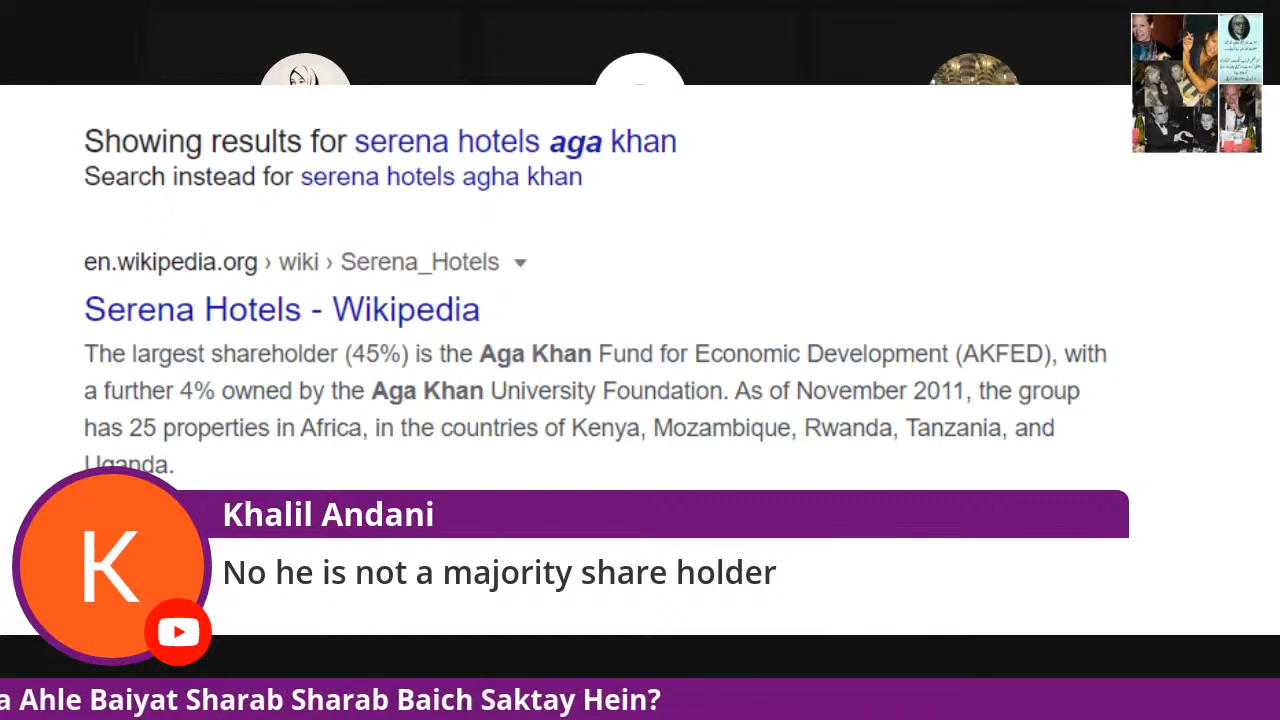 Showing results for serena hotels aga khan
Search instead for serena hotels agha khan
en.wikipedia.org › wiki › Serena_Hotels
Serena Hotels - Wikipedia
The largest shareholder (45%) is the Aga Khan Fund for Economic Development (AKFED), with
a further 4% owned by the Aga Khan University Foundation. As of November 2011, the group
has 25 properties in Africa, in the countries of Kenya, Mozambique, Rwanda, Tanzania, and
Uganda.
K
Khalil Andani
No he is not a majority share holder
a Ahle Baiyat Sharab Sharab Baich Saktay Hein?